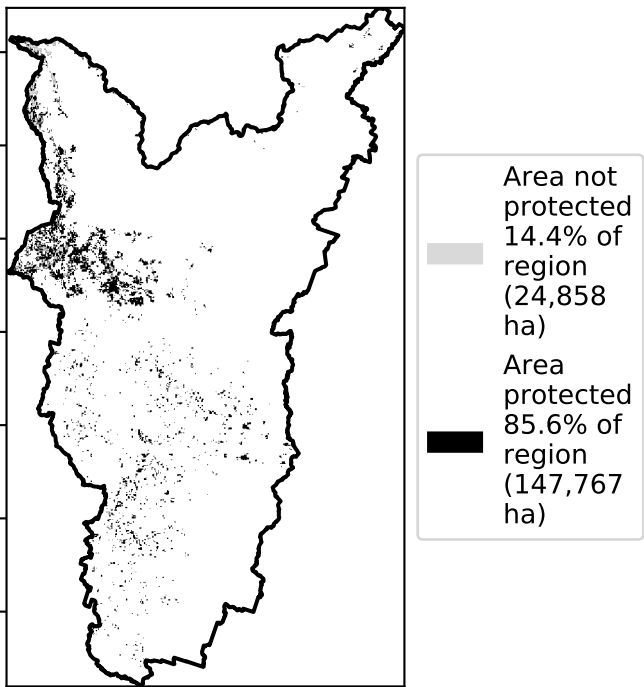 Area not
protected
14.4% of
region
(24,858
ha)
Area
protected
85.6% of
region
(147,767
ha)